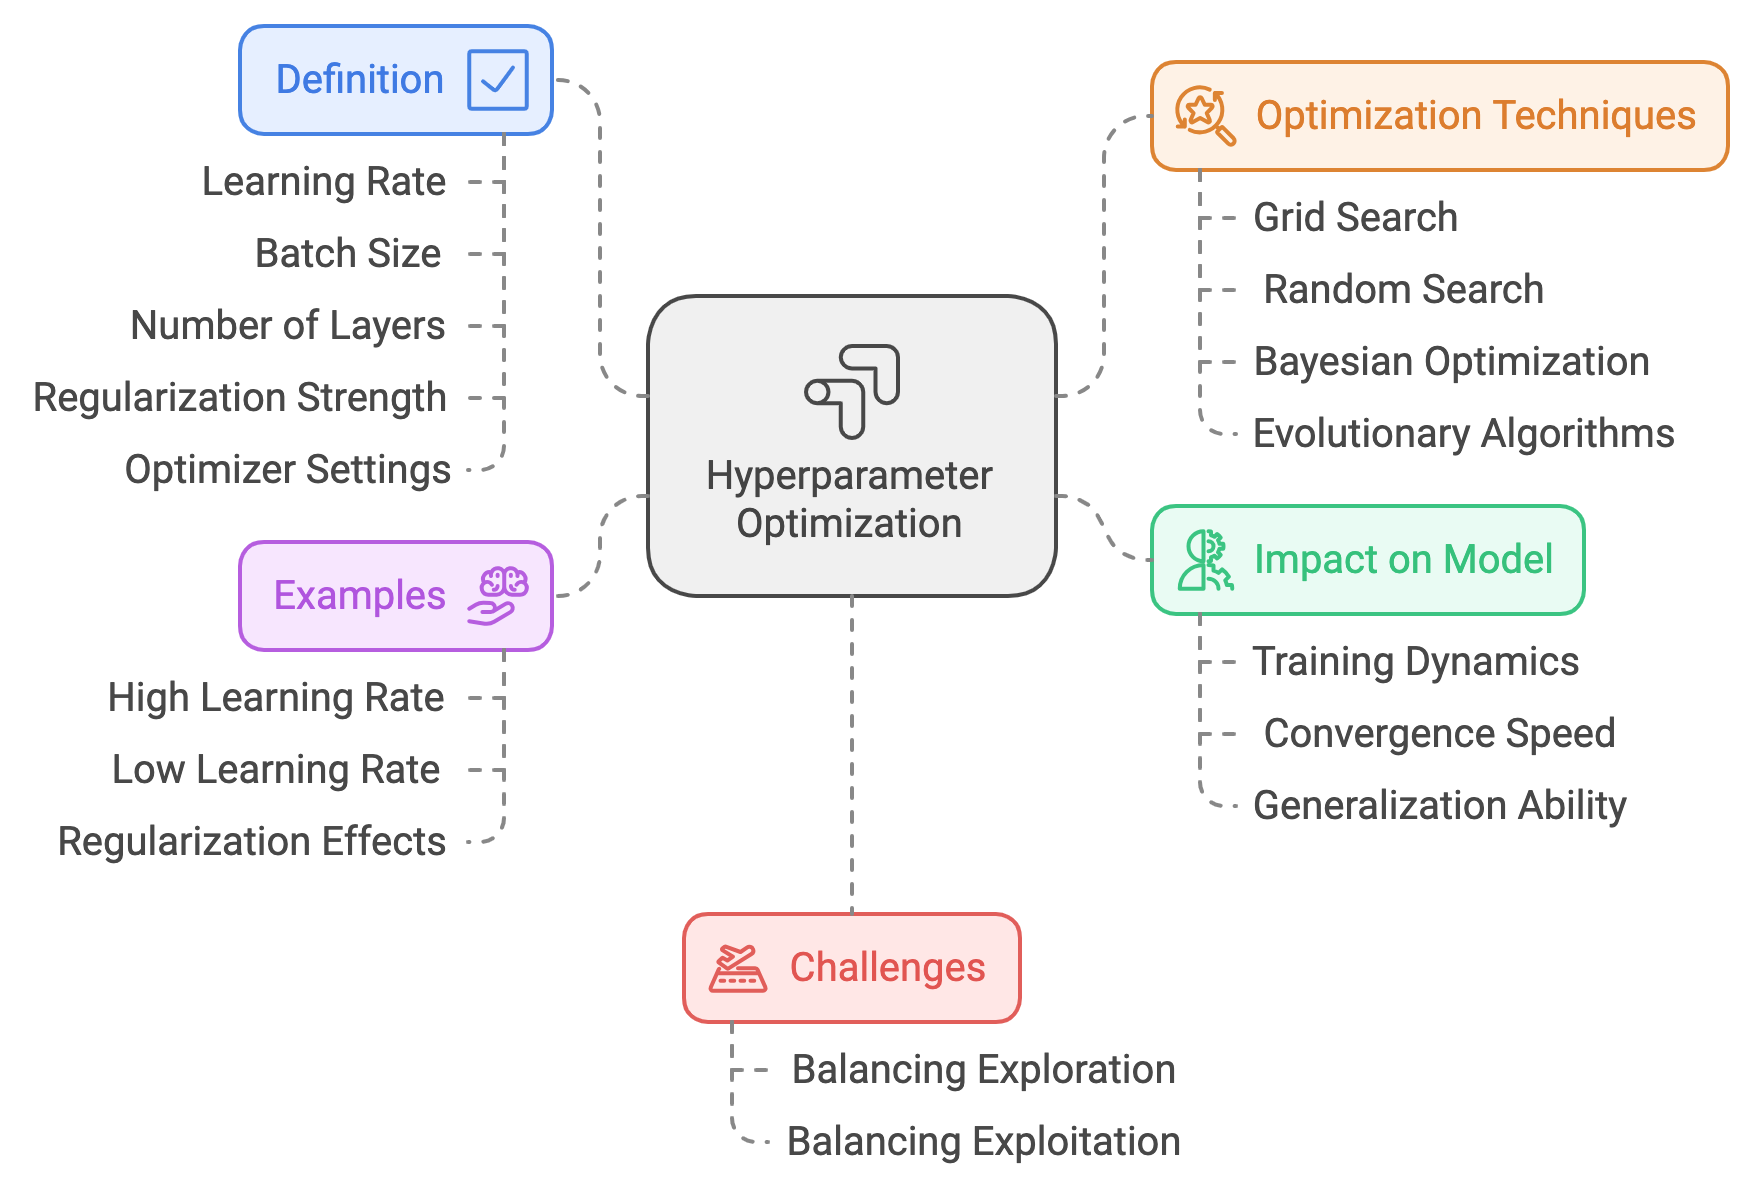 Definition
Learning Rate
Batch Size
Number of Layers
Regularization Strength
Optimizer Settings
Examples
High Learning Rate
Low Learning Rate
Regularization Effects
Hyperparameter
Optimization
Optimization Techniques
Grid Search
Random Search
Bayesian Optimization
Evolutionary Algorithms
Impact on Model
Training Dynamics
Convergence Speed
Generalization Ability
Challenges
Balancing Exploration
Balancing Exploitation